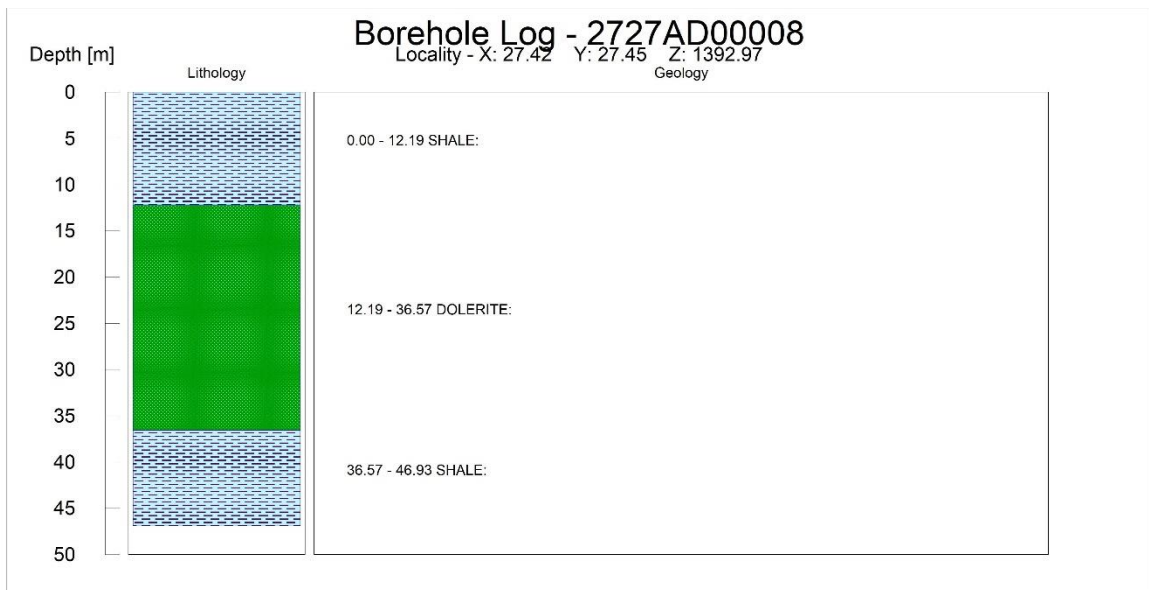 Borehole Log - 2727AD00008
Locality - X: 27.42 Y: 27.45 Z: 1392.97
Depth [m]
Lithology
Geology
0
5
0.00 - 12.19 SHALE:
10
15
20
12.19 - 36.57 DOLERITE:
25
30
35
40
36.57 - 46.93 SHALE:
45
50